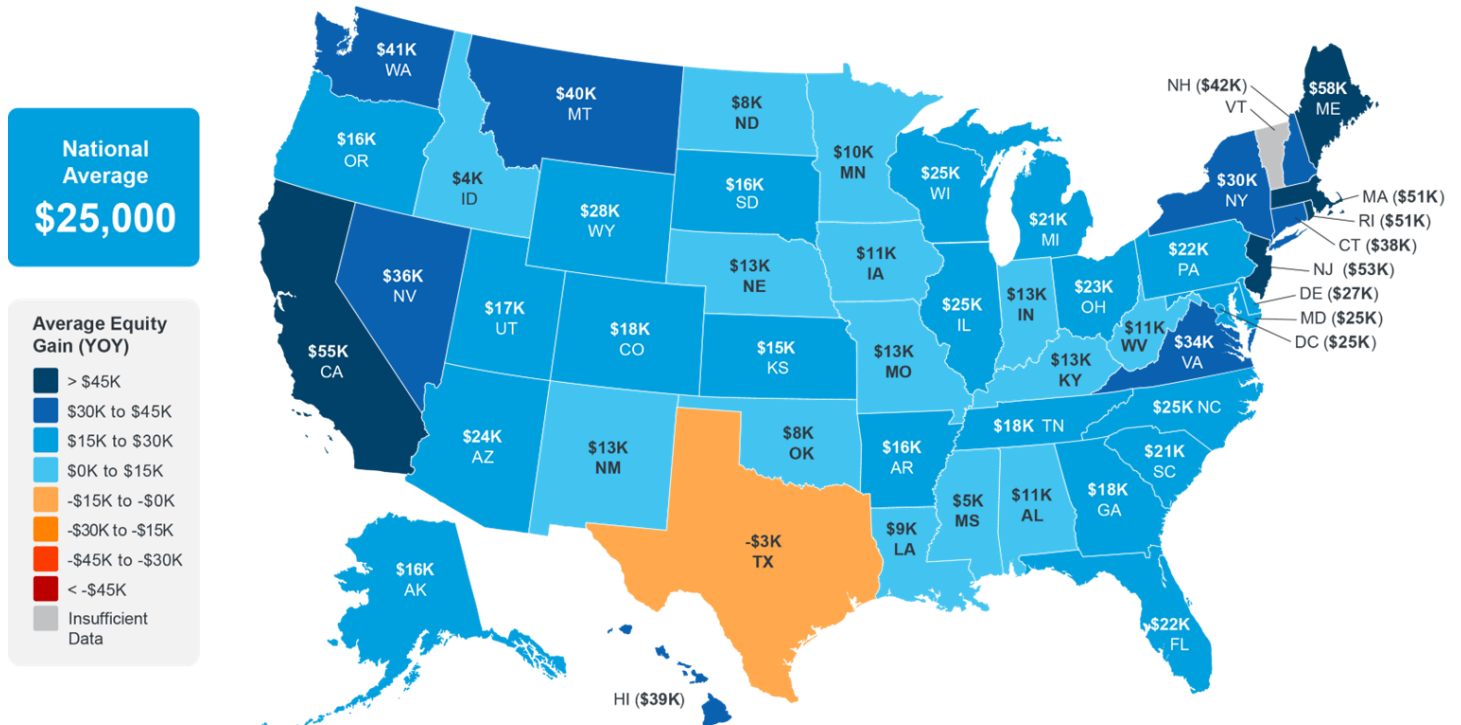 National
Average
$25,000
Average Equity
Gain (YOY)
> $45K
$30K to $45K
$15K to $30K
$0K to $15K
-$15K to -$0K
-$30K to -$15K
-$45K to -$30K
< -$45K
Insufficient
Data
$41K
WA
$40K
MT
$8K
ND
$10K
MN
NH ($42K)
VT
$58K
ME
$16K
OR
$4K
ID
$28K
WY
$16K
SD
$25K
WI
$21K
MI
$30K
NY
MA ($51K)
RI ($51K)
CT ($38K)
NJ ($53K)
DE ($27K)
MD ($25K)
DC ($25K)
$36K
NV
$17K
UT
$13K
NE
$11K
IA
$25K
IL
$13K
IN
$23K
OH
$22K
PA
$55K
CA
$18K
CO
$15K
KS
$13K
MO
$13K
KY
$11K
WV
$34K
VA
$24K
AZ
$13K
NM
$8K
OK
$16K
AR
$18K TN
$25K NC
$21K
SC
-$3K
TX
$9K
LA
$5K
MS
$11K
AL
$18K
GA
$16K
AK
HI ($39K)
$22K
FL